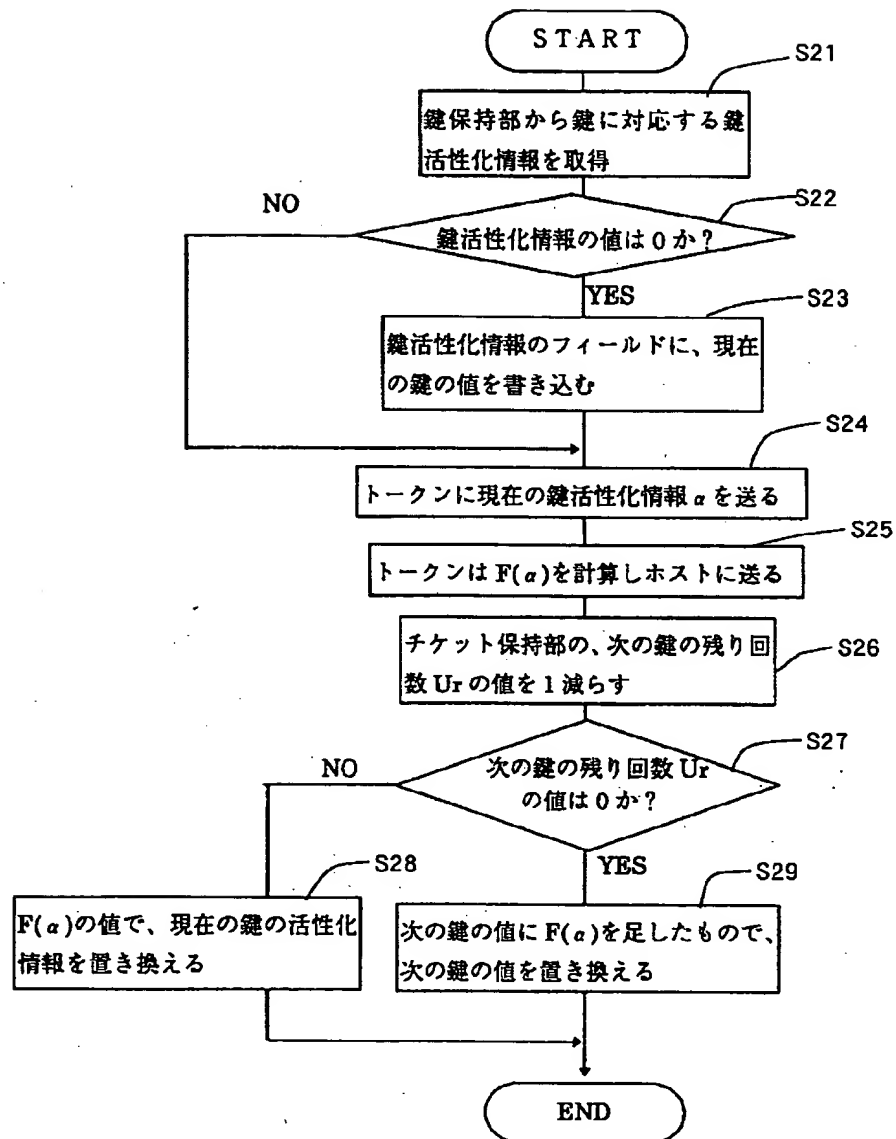 START
S21
鍵保持部から鍵に対応する鍵
活性化情報を取得
S22
NO
鍵活性化情報の値は0か?
YES
S23
鍵活性化情報のフィールドに、現在
の鍵の値を書き込む
S24
トークンに現在の鍵活性化情報αを送る
S25
トークンはF(α)を計算しホストに送る
チケット保持部の、次の鍵の残り回
数Urの値を1減らす
S26
S27
NO
次の鍵の残り回数Ur
の値は0か?
YES
S28
F(α)の値で、現在の鍵の活性化
情報を置き換える
S29
次の鍵の値にF(α)を足したもので、
次の鍵の値を置き換える
END